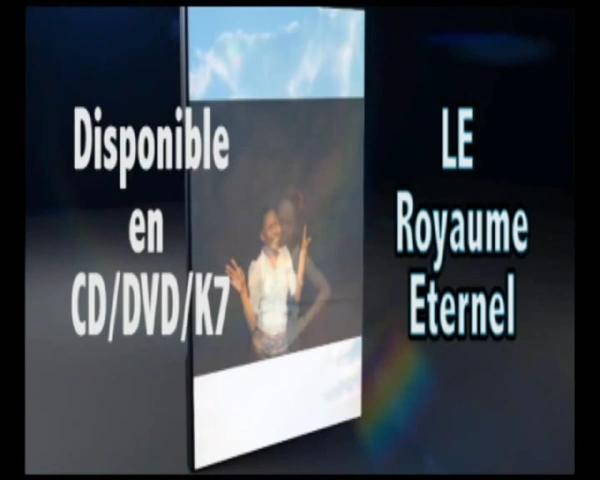 Disponible
en
CD/DVD/K7
LE
Royaume
Eternel